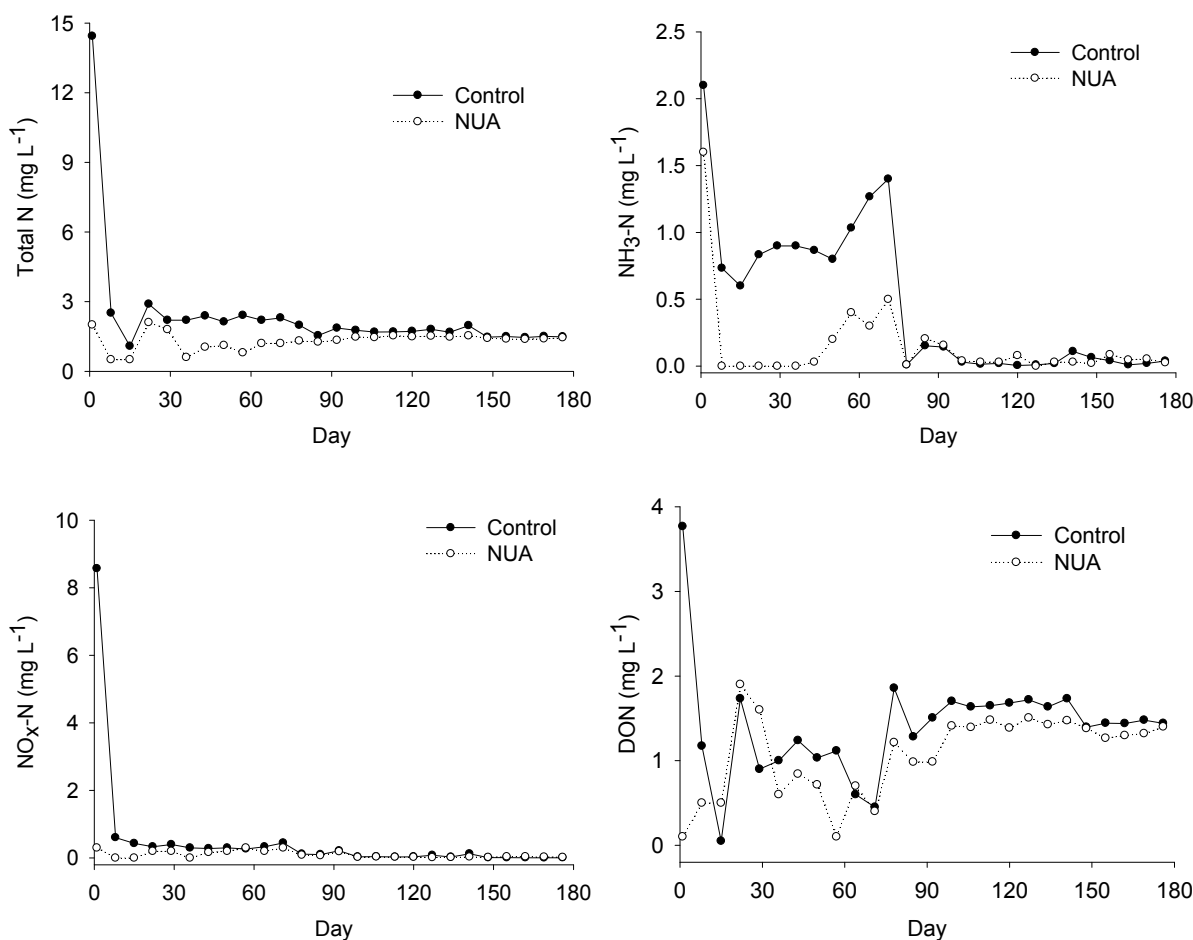 Total N (mg L⁻¹)
15
12
9
6
3
0
Control
NUA
0 30 60 90 120 150 180
Day
NH₃-N (mg L⁻¹)
2.5
2.0
1.5
1.0
0.5
0.0
Control
NUA
0 30 60 90 120 150 180
Day
NOₓ-N (mg L⁻¹)
10
8
6
4
2
0
Control
NUA
0 30 60 90 120 150 180
Day
DON (mg L⁻¹)
4
3
2
1
0
Control
NUA
0 30 60 90 120 150 180
Day